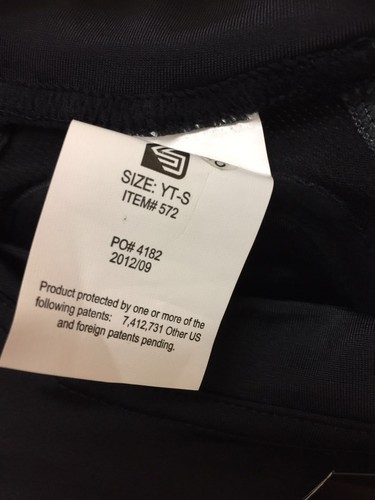 SIZE: YT-S
ITEM# 572
PO# 4182
2012/09
Product protected by one or more of the
following patents: 7,412,731 Other US
and foreign patents pending.